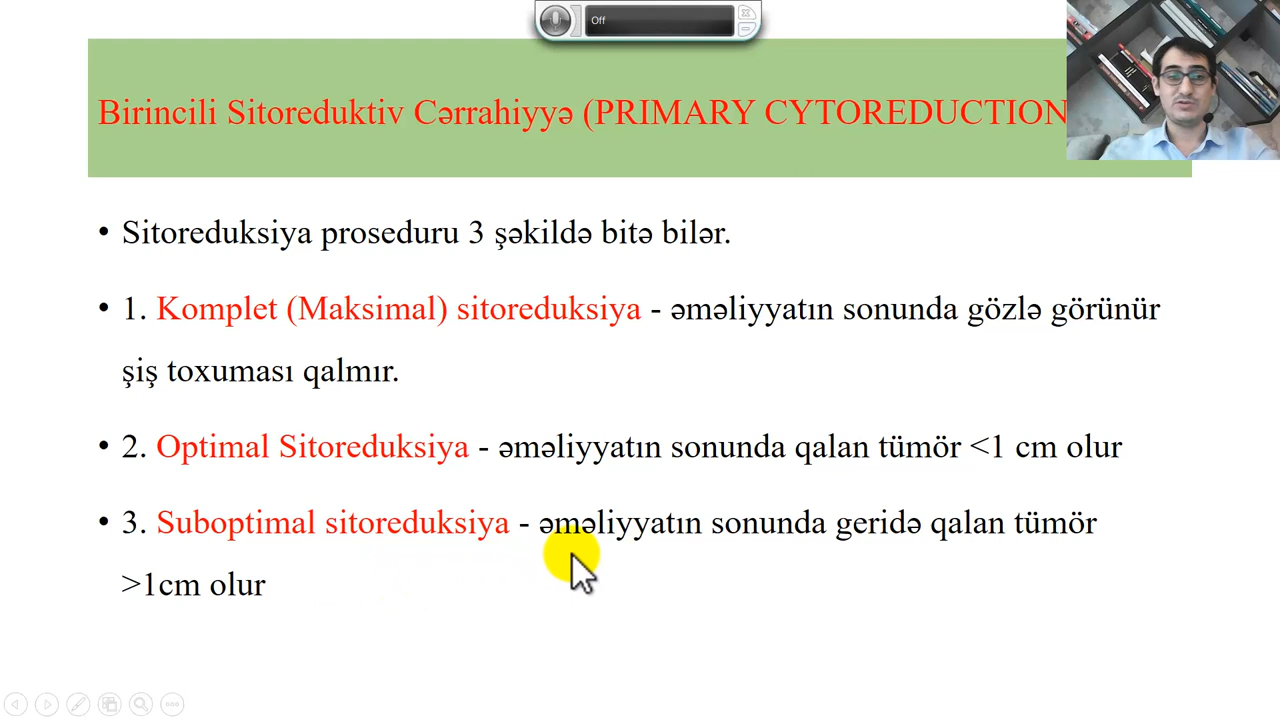 Off
Birincili Sitoreduktiv Cərrahiyyə (PRIMARY CYTOREDUCTION
• Sitoreduksiya proseduru 3 şəkildə bitə bilər.
• 1. Komplet (Maksimal) sitoreduksiya - əməliyyatın sonunda gözlə görünür
şiş toxuması qalmır.
• 2. Optimal Sitoreduksiya - əməliyyatın sonunda qalan tümör <1 cm olur
• 3. Suboptimal sitoreduksiya - əməliyyatın sonunda geridə qalan tümör
>1cm olur